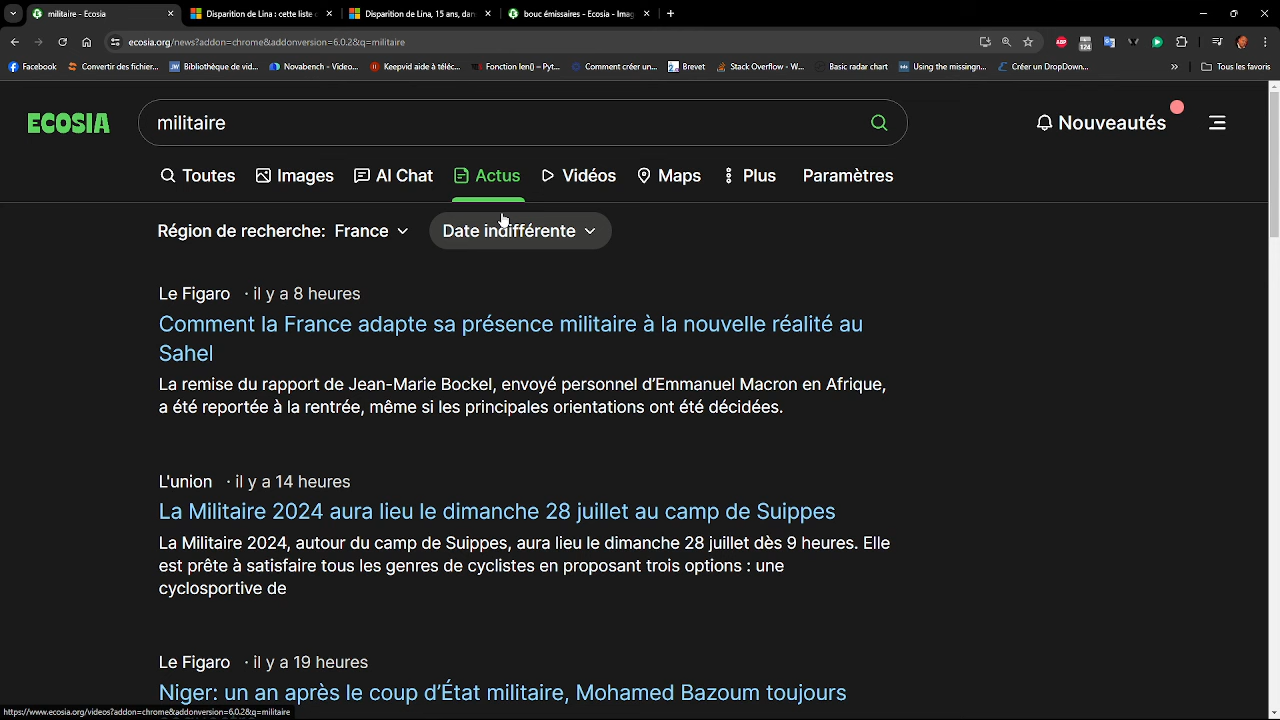 militaire - Ecosia
Disparition de Lina : cette liste
Disparition de Lina, 15 ans, dan
bouc émissaires - Ecosia - Imag
ecosia.org/news?addon=chrome&addonversion=6.0.2&q=militaire
Facebook
Convertir des fichier...
Bibliothèque de vid...
Novabench - Video...
Keepvid aide à téléc...
Fonction len() – Pyt...
Comment créer un...
Brevet
Stack Overflow - W...
Basic radar chart
Using the missingn...
Créer un DropDown...
»
Tous les favoris
ECOSIA
militaire
Nouveautés
Toutes
Images
AI Chat
Actus
Vidéos
Maps
Plus
Paramètres
Région de recherche: France
Date indifférente
Le Figaro · il y a 8 heures
Comment la France adapte sa présence militaire à la nouvelle réalité au
Sahel
La remise du rapport de Jean-Marie Bockel, envoyé personnel d’Emmanuel Macron en Afrique,
a été reportée à la rentrée, même si les principales orientations ont été décidées.
L'union · il y a 14 heures
La Militaire 2024 aura lieu le dimanche 28 juillet au camp de Suippes
La Militaire 2024, autour du camp de Suippes, aura lieu le dimanche 28 juillet dès 9 heures. Elle
est prête à satisfaire tous les genres de cyclistes en proposant trois options : une
cyclosportive de
Le Figaro · il y a 19 heures
Niger: un an après le coup d’État militaire, Mohamed Bazoum toujours
https://www.ecosia.org/videos?addon=chrome&addonversion=6.0.2&q=militaire